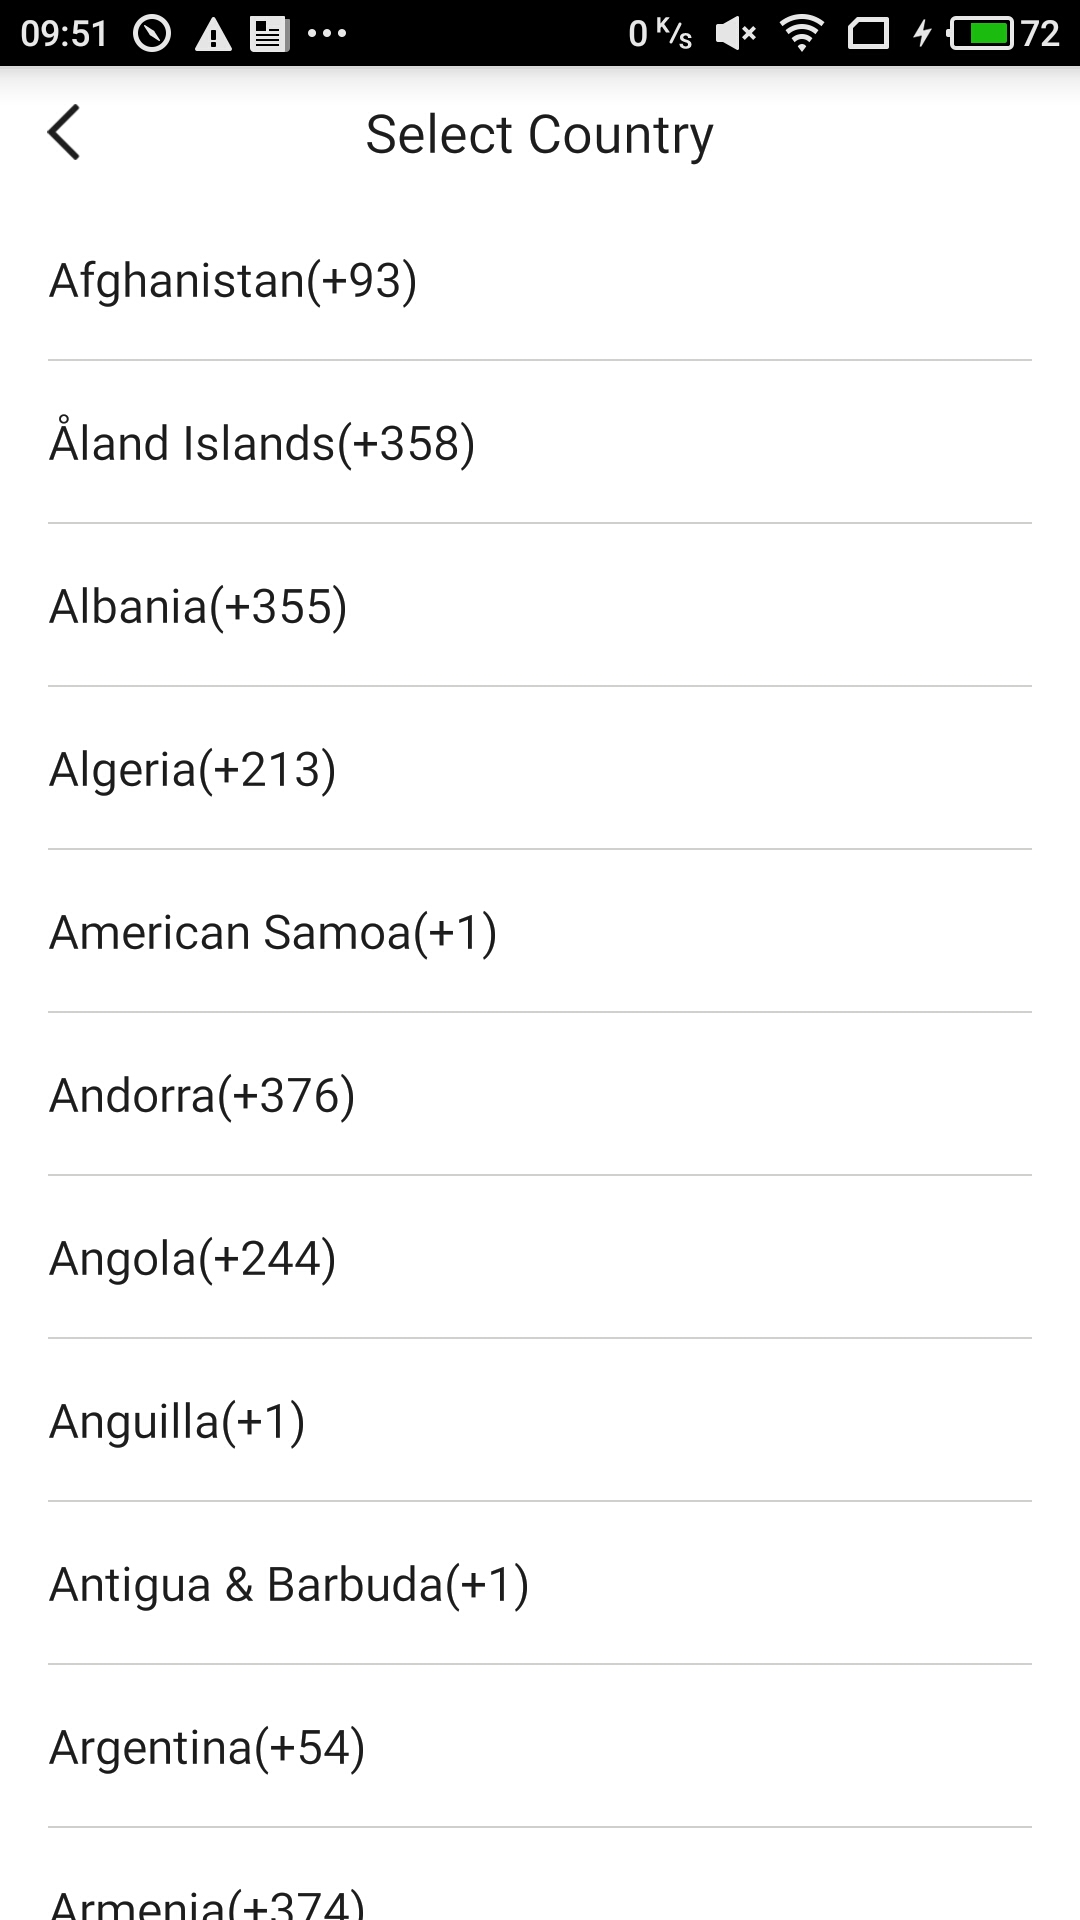 09:51 0 K/s 72
Select Country
Afghanistan(+93)
Åland Islands(+358)
Albania(+355)
Algeria(+213)
American Samoa(+1)
Andorra(+376)
Angola(+244)
Anguilla(+1)
Antigua & Barbuda(+1)
Argentina(+54)
Armenia(+374)